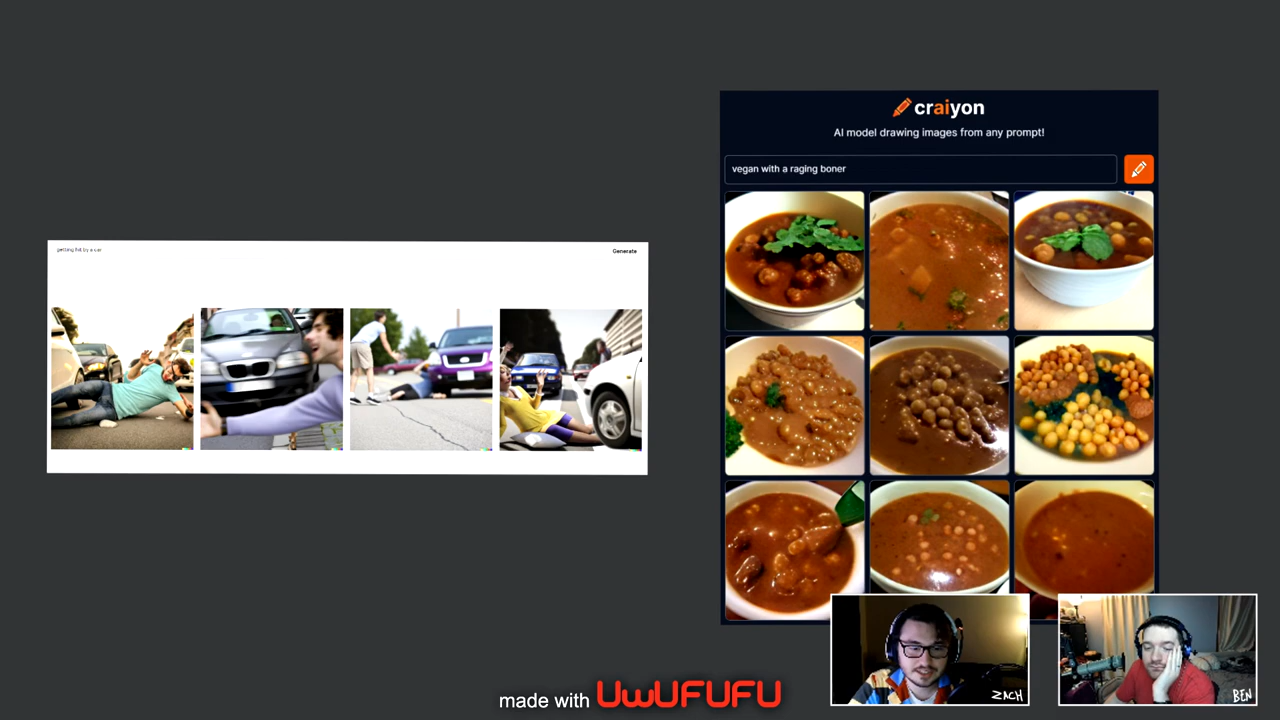 getting hit by a car
Generate
craiyon
AI model drawing images from any prompt!
vegan with a raging boner
made with UwUFUFU
ZACH
BEN